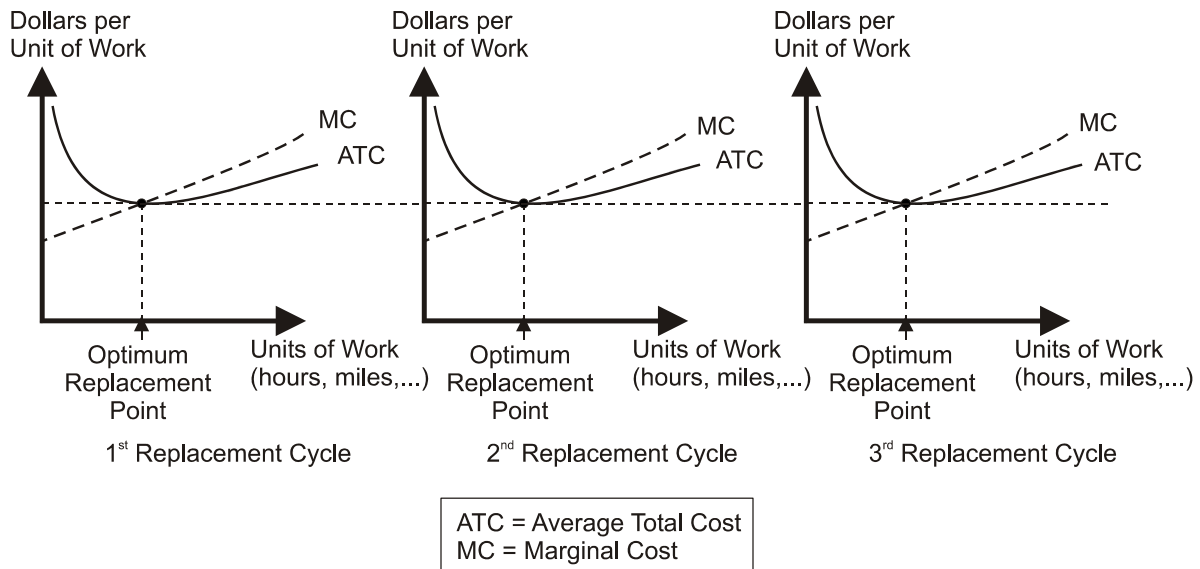 Dollars per
Unit of Work
MC
ATC
Optimum
Replacement
Point
Units of Work
(hours, miles,...)
1st Replacement Cycle
Dollars per
Unit of Work
MC
ATC
Optimum
Replacement
Point
Units of Work
(hours, miles,...)
2nd Replacement Cycle
Dollars per
Unit of Work
MC
ATC
Optimum
Replacement
Point
Units of Work
(hours, miles,...)
3rd Replacement Cycle
ATC = Average Total Cost
MC = Marginal Cost